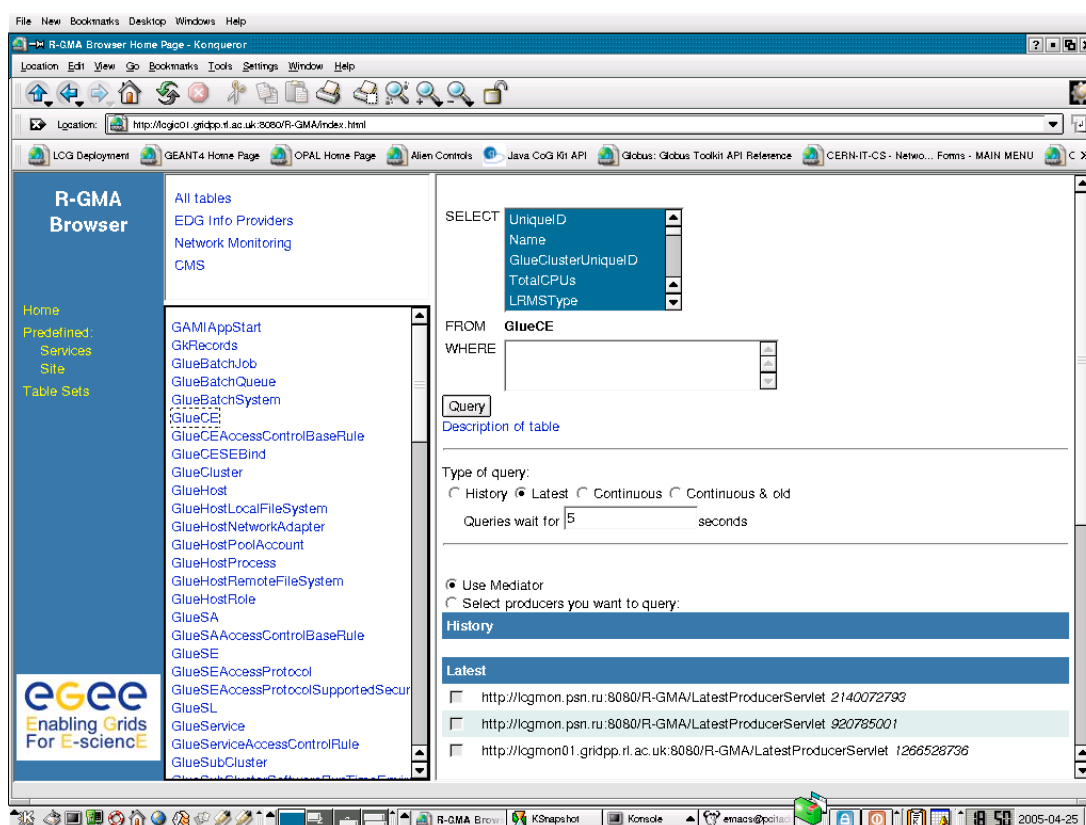 File New Bookmarks Desktop Windows Help
R-GMA Browser Home Page - Konqueror
Location Edit View Go Bookmarks Tools Settings Window Help
Location: http://lcgic01.gridpp.rl.ac.uk:8080/R-GMA/index.html
LCG Deployment GEANT4 Home Page OPAL Home Page Alien Controls Java CoG Kit API Globus: Globus Toolkit API Reference CERN-IT-CS - Netwo... Forms - MAIN MENU C
R-GMA
Browser
Home
Predefined:
Services
Site
Table Sets
egee
Enabling Grids
For E-sciencE
All tables
EDG Info Providers
Network Monitoring
CMS
GAMIAppStart
GkRecords
GlueBatchJob
GlueBatchQueue
GlueBatchSystem
GlueCE
GlueCEAccessControlBaseRule
GlueCESEBind
GlueCluster
GlueHost
GlueHostLocalFileSystem
GlueHostNetworkAdapter
GlueHostPoolAccount
GlueHostProcess
GlueHostRemoteFileSystem
GlueHostRole
GlueSA
GlueSAAccessControlBaseRule
GlueSE
GlueSEAccessProtocol
GlueSEAccessProtocolSupportedSecur
GlueSL
GlueService
GlueServiceAccessControlRule
GlueSubCluster
SELECT UniqueID
Name
GlueClusterUniqueID
TotalCPUs
LRMSType
FROM GlueCE
WHERE
Query
Description of table
Type of query:
History Latest Continuous Continuous & old
Queries wait for 5 seconds
Use Mediator
Select producers you want to query:
History
Latest
http://lcgmon.psn.ru:8080/R-GMA/LatestProducerServlet 2140072793
http://lcgmon.psn.ru:8080/R-GMA/LatestProducerServlet 920785001
http://lcgmon01.gridpp.rl.ac.uk:8080/R-GMA/LatestProducerServlet 1266528736
R-GMA Brow KSnapshot Konsole emacs@pcitac 2005-04-25